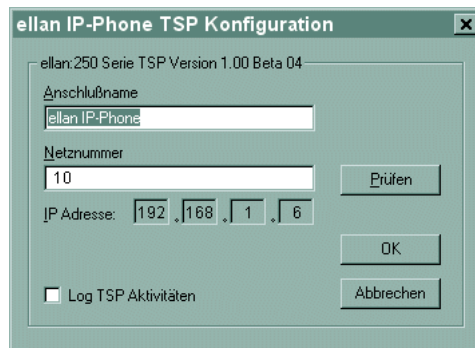 ellan IP-Phone TSP Konfiguration
ellan:250 Serie TSP Version 1.00 Beta 04
Anschlußname
ellan IP-Phone
Netznummer
10
Prüfen
IP Adresse: 192.168.1.6
OK
Log TSP Aktivitäten
Abbrechen